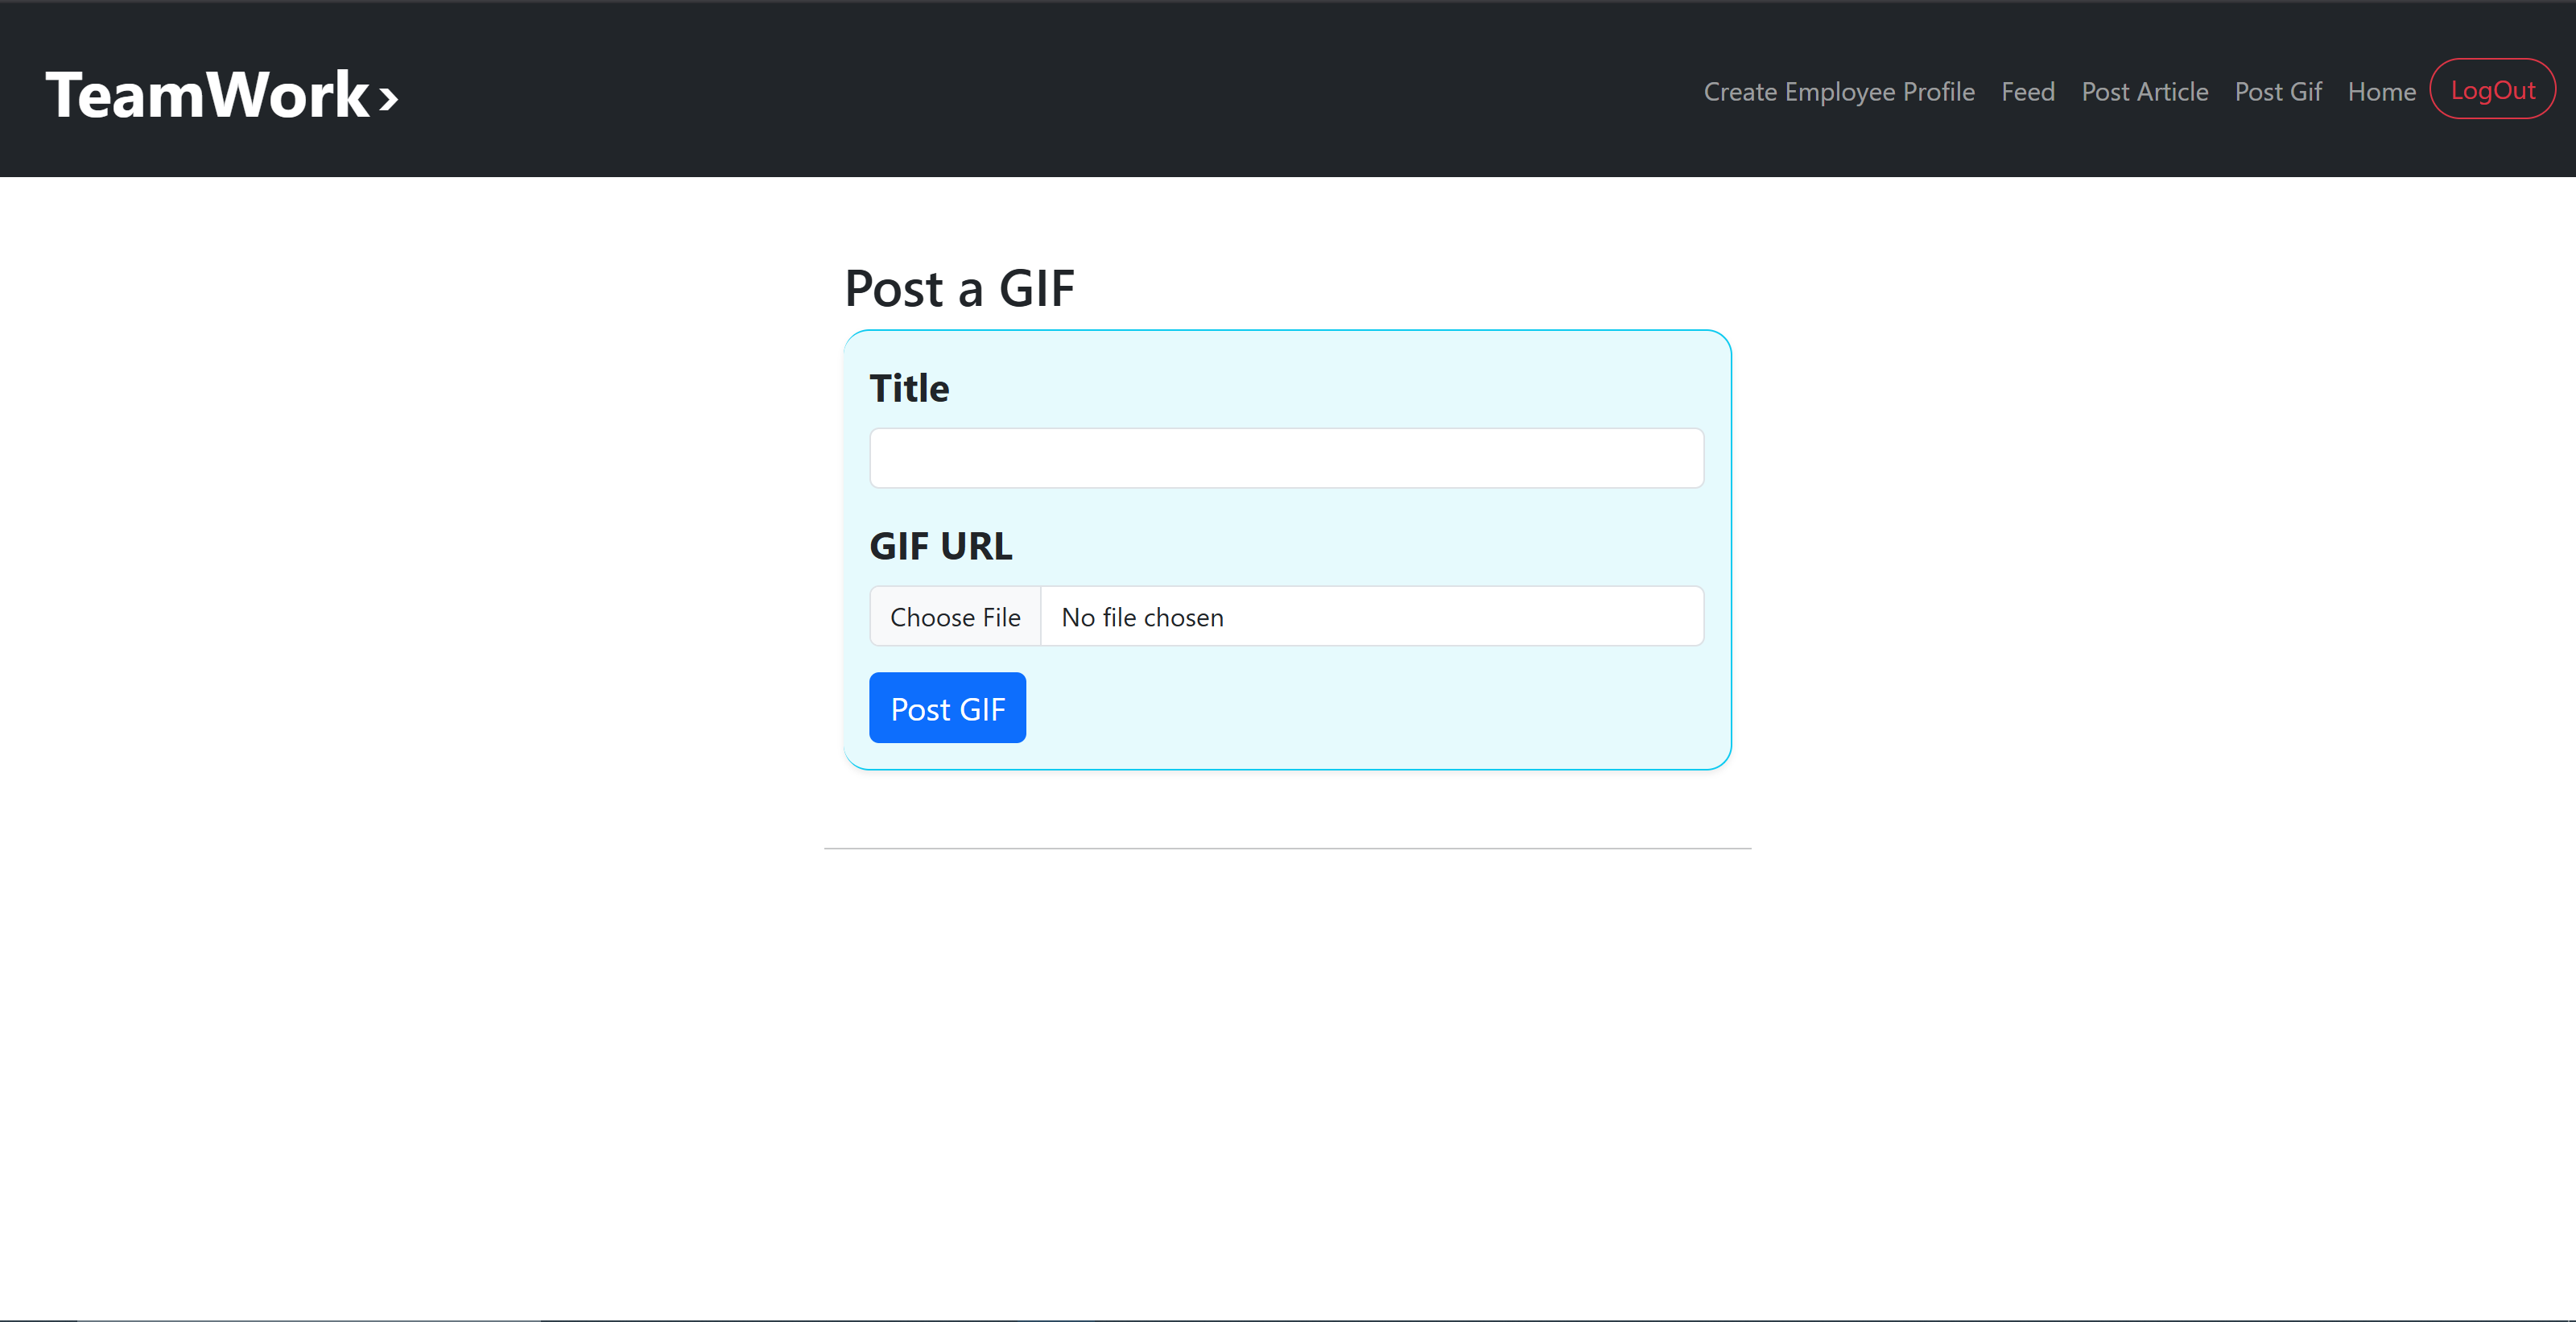 TeamWork›
Create Employee Profile Feed Post Article Post Gif Home LogOut
Post a GIF
Title
GIF URL
Choose File No file chosen
Post GIF